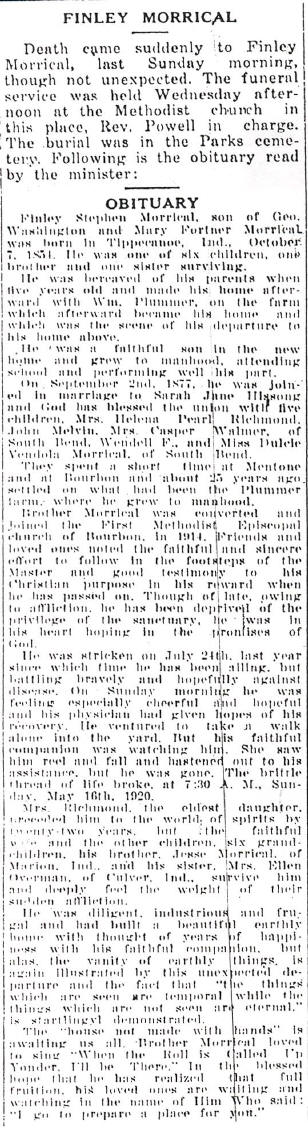 FINLEY MORRICAL
Death came suddenly to Finley
Morrical, last Sunday morning,
though not unexpected. The funeral
service was held Wednesday after-
noon at the Methodist church in
this place, Rev. Powell in charge.
The burial was in the Parks ceme-
tery. Following is the obituary read
by the minister:
OBITUARY
Finley Stephen Morrical, son of Geo.
Washington and Mary Fortner Morrical
was born in Tippecanoe, Ind., October
7, 1854. He was one of six children, one
brother and one sister surviving.
He was bereaved of his parents when
five years old and made his home after-
ward with Wm. Plummer, on the farm
which afterward became his home and
which was the scene of his departure to
his home above.
He was a faithful son in the new
home and grew to manhood, attending
school and performing well his part.
On September 2nd, 1877, he was join-
ed in marriage to Sarah Jane Hissong
and God has blessed the union with five
children, Mrs. Helena Pearl Richmond,
John Melvin, Mrs. Casper Walmer, of
South Bend, Wendell F., and Miss Dulcie
Vendola Morrical, of South Bend.
They spent a short time at Mentone
and at Bourbon and about 25 years ago
settled on what had been the Plummer
farm, where he grew to manhood.
Brother Morrical was converted and
joined the First Methodist Episcopal
church of Bourbon, in 1914. Friends and
loved ones noted the faithful and sincere
effort to follow in the footsteps of the
Master and good testimony to his
Christian purpose in his reward when
he has passed on. Though of late, owing
to affliction, he has been deprived of the
privilege of the sanctuary, he was in
his heart hoping in the promises of
God.
He was stricken on July 24th, last year
since which time he has been ailing, but
battling bravely and hopefully against
disease. On Sunday morning he was
feeling especially cheerful and hopeful
and his physician had given hopes of his
recovery. He ventured to take a walk
alone into the yard. But his faithful
companion was watching him. She saw
him reel and fall and hastened out to his
assistance, but he was gone. The brittle
thread of life broke, at 7:30 A. M., Sun-
day, May 16th, 1920.
Mrs. Richmond, the eldest daughter,
preceded him to the world of spirits by
twenty-two years, but the faithful
wife and the other children, six grand-
children, his brother, Jesse Morrical, of
Marion, Ind., and his sister, Mrs. Ellen
Overman, of Culver, Ind., survive him
and deeply feel the weight of their
sudden affliction.
He was diligent, industrious and fru-
gal and had built a beautiful earthly
home with thought of years of happi-
ness with his faithful companion, but
alas, the vanity of earthly things, is
again illustrated by this unexpected de-
parture and the fact that "the things
which are seen are temporal while the
things which are not seen are eternal,"
is startlingyl demonstrated.
The "house not made with hands" is
awaiting us all. Brother Morrical loved
to sing "When the Roll is Called Up
Yonder, I'll be There." In the blessed
hope that he has realized that full
fruition, his loved ones are waiting and
watching in the name of Him Who said:
"I go to prepare a place for you."